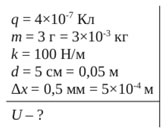 q = 4×10⁻⁷ Кл
m = 3 г = 3×10⁻³ кг
k = 100 Н/м
d = 5 см = 0,05 м
Δx = 0,5 мм = 5×10⁻⁴ м
U – ?